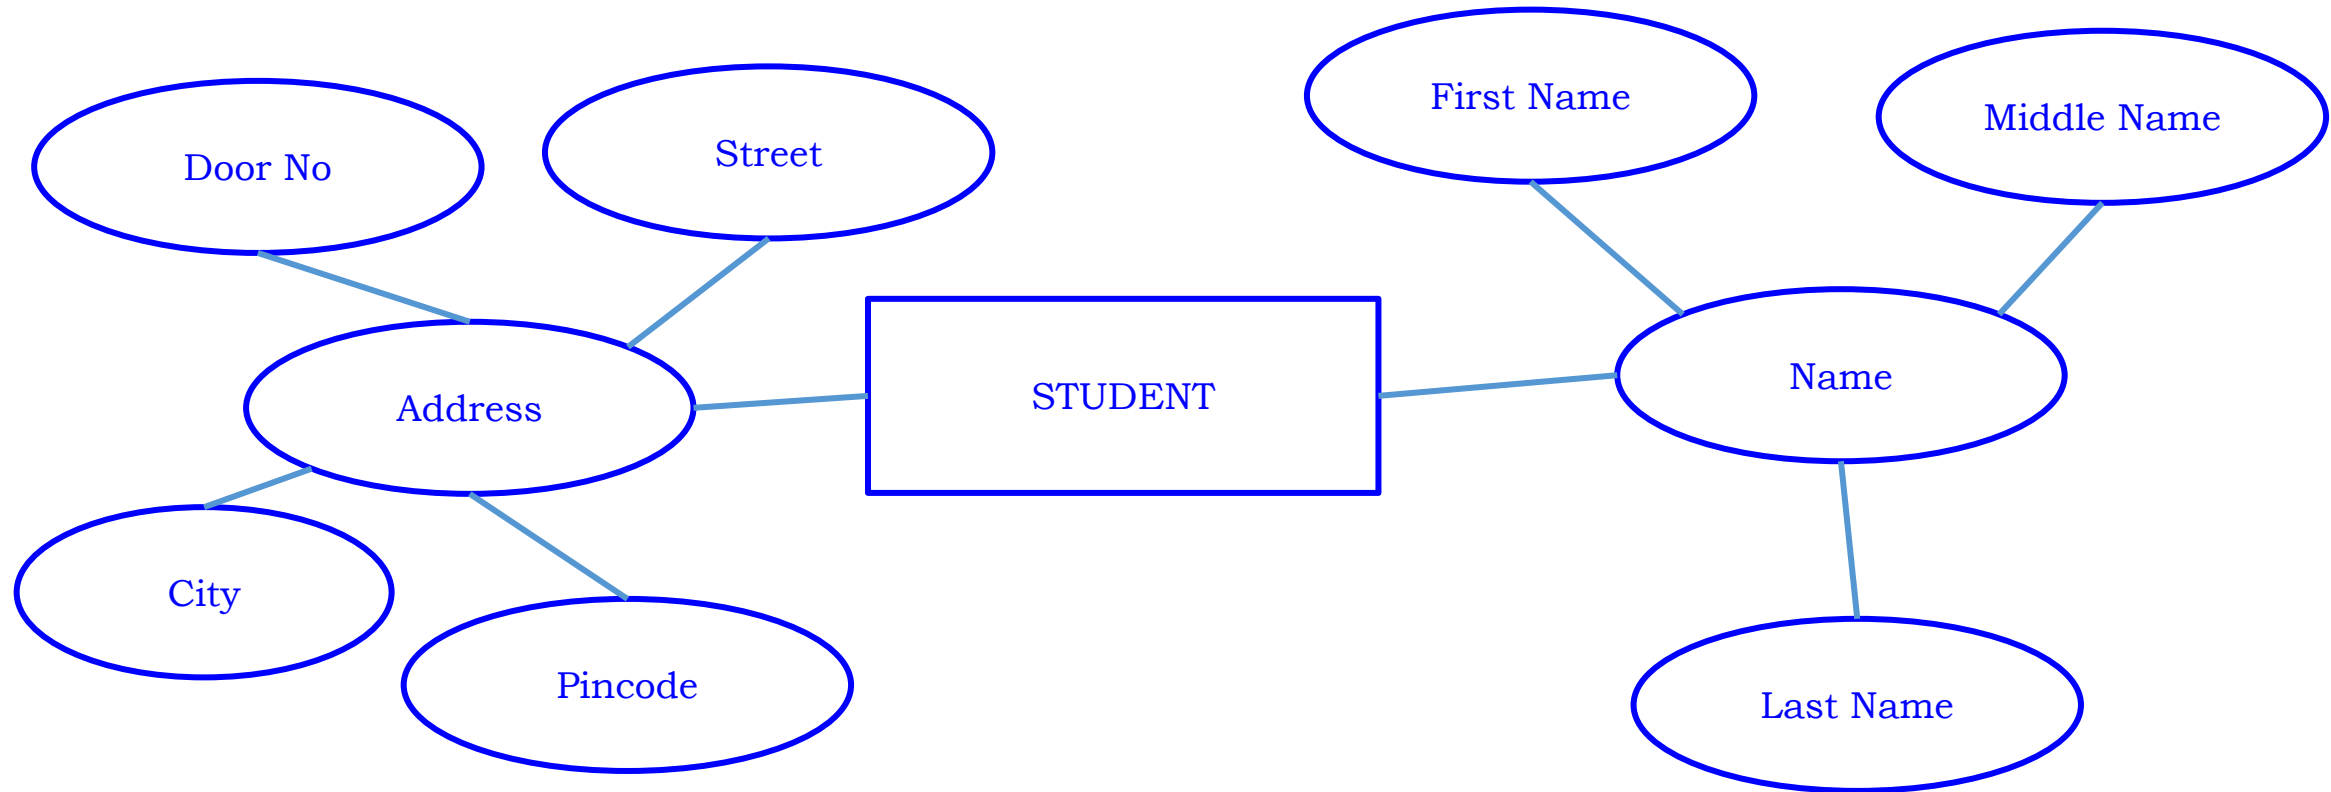 First Name
Middle Name
Street
Door No
Name
STUDENT
Address
City
Pincode
Last Name